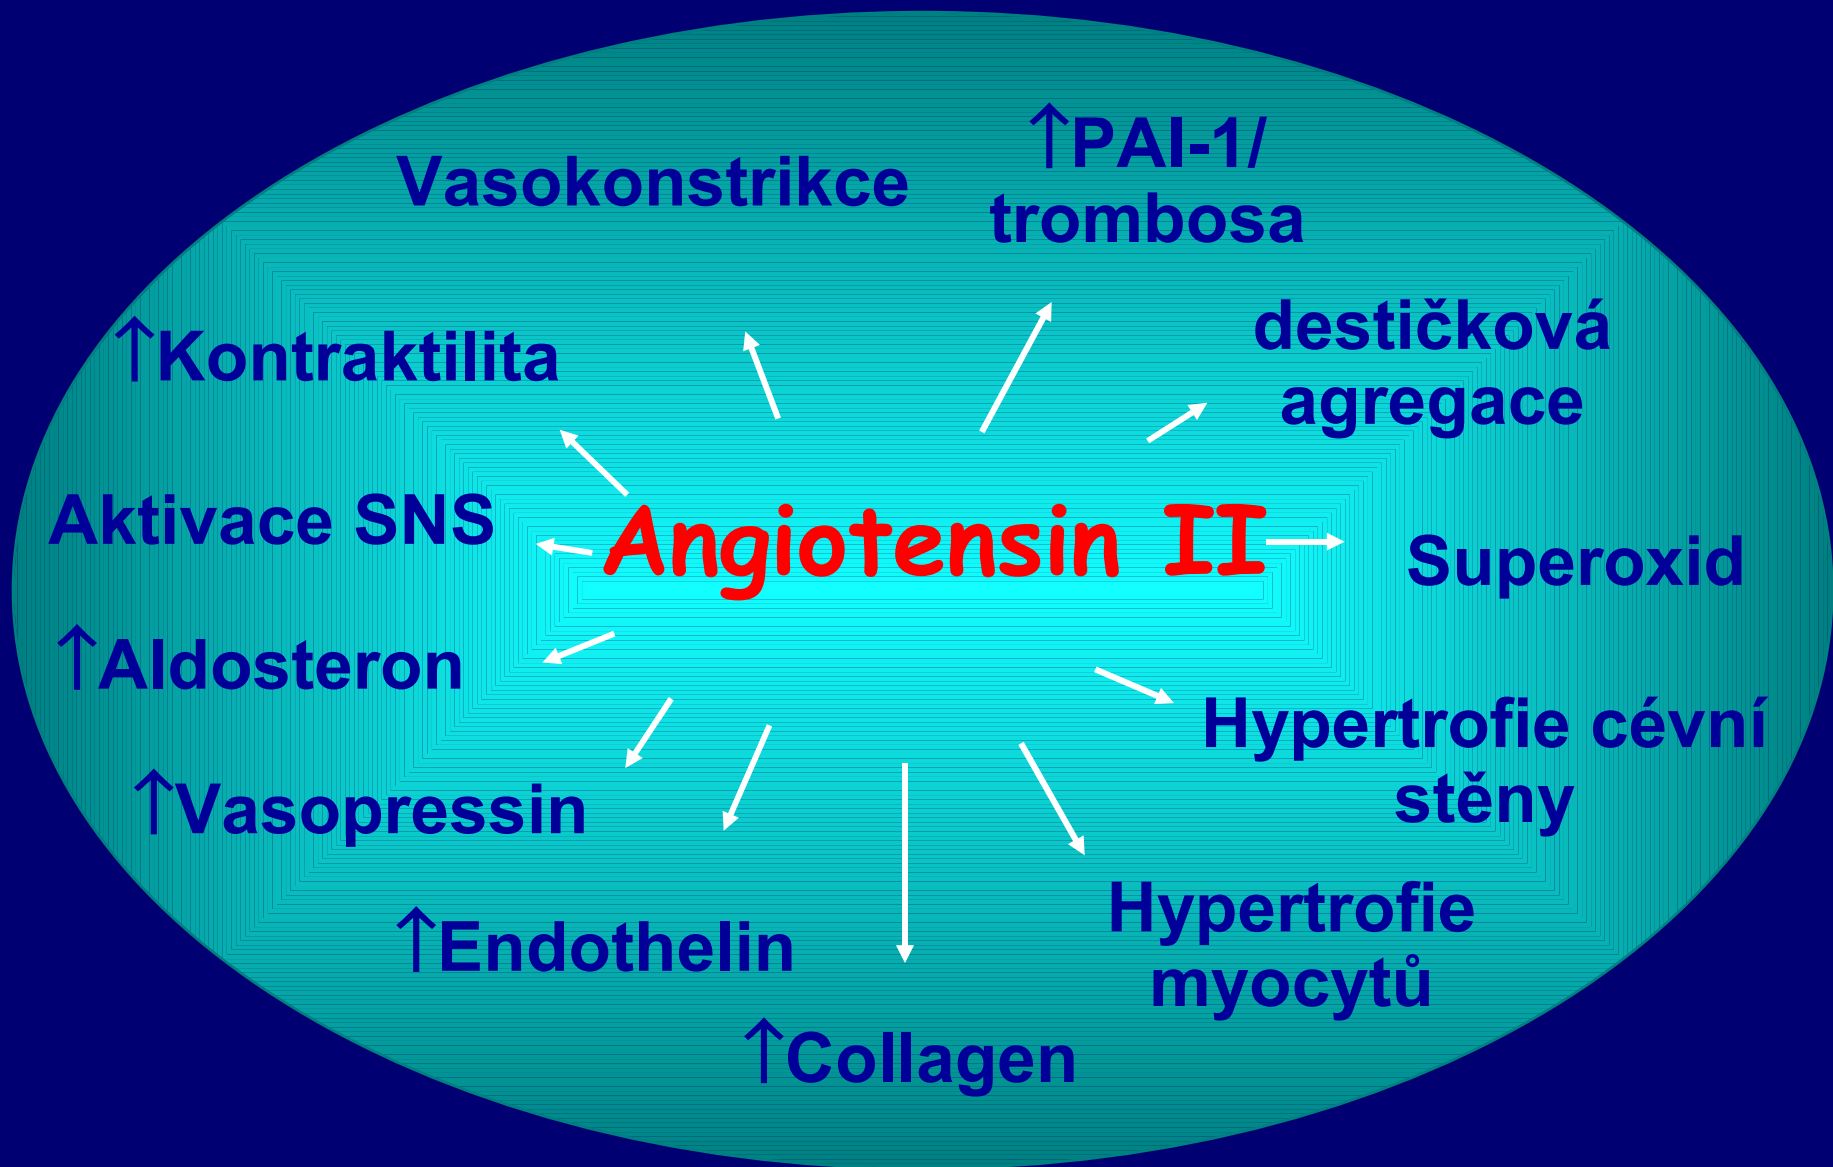 Vasokonstrikce
↑PAI-1/
trombosa
↑Kontraktilita
destičková
agregace
Aktivace SNS
Angiotensin II
Superoxid
↑Aldosteron
Hypertrofie cévní
stěny
↑Vasopressin
↑Endothelin
Hypertrofie
myocytů
↑Collagen